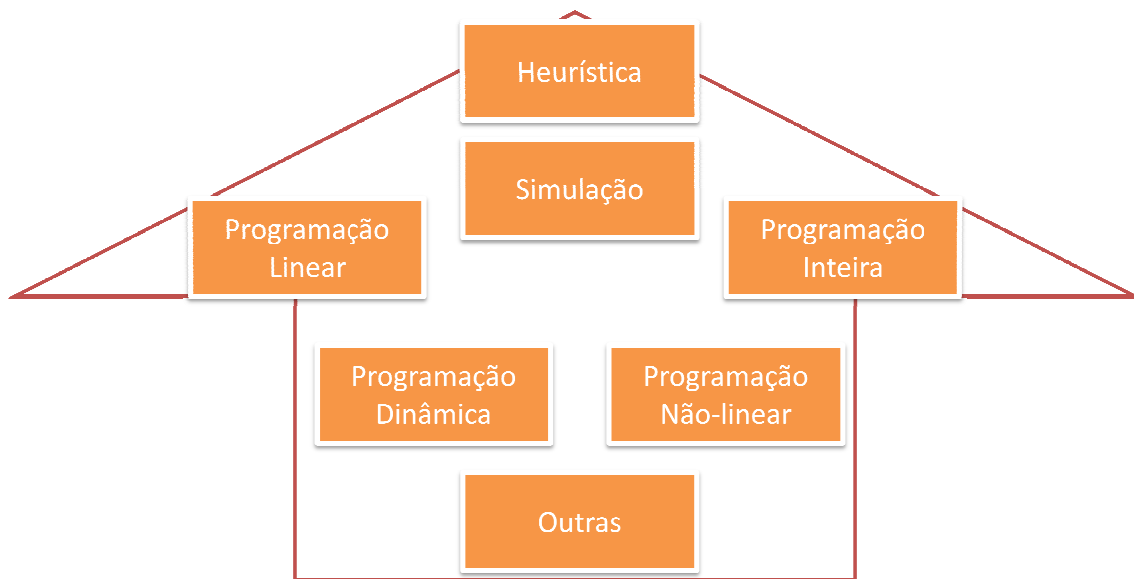 Heurística
Simulação
Programação
Linear
Programação
Inteira
Programação
Dinâmica
Programação
Não-linear
Outras